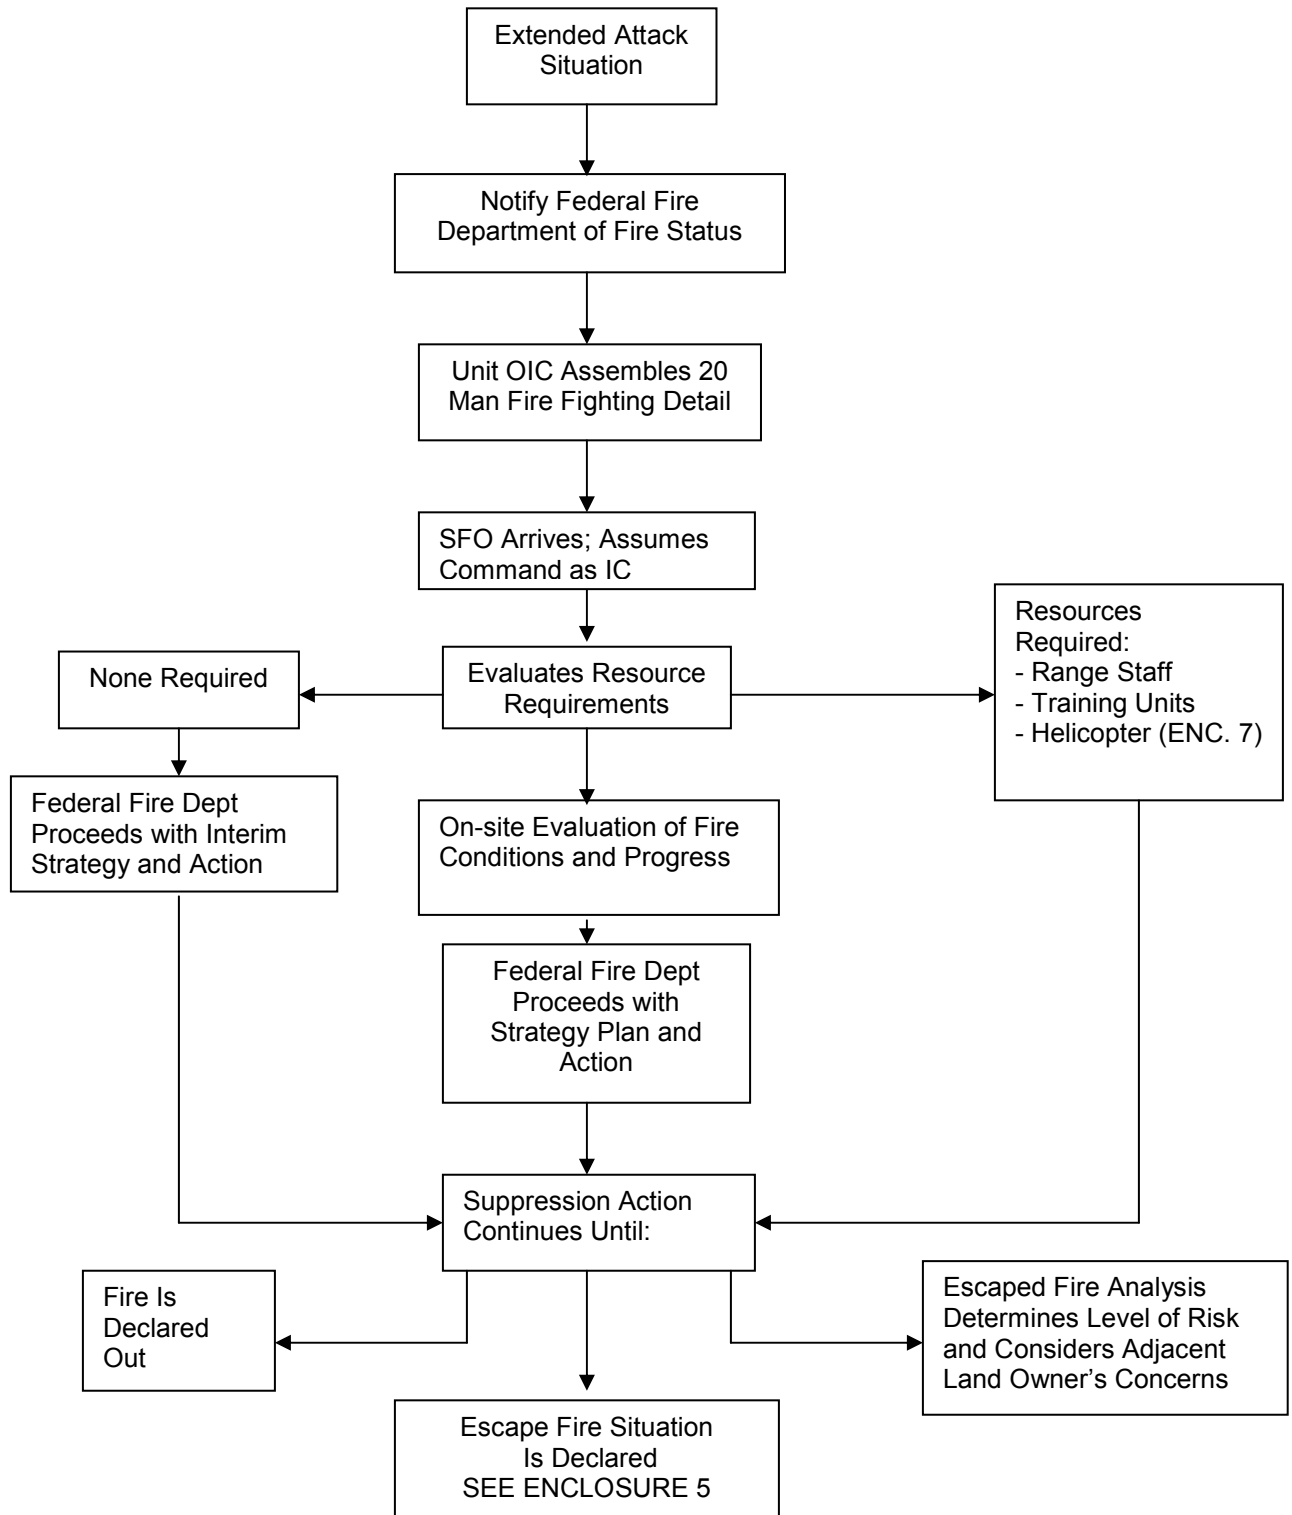 Extended Attack
Situation
Notify Federal Fire
Department of Fire Status
Unit OIC Assembles 20
Man Fire Fighting Detail
SFO Arrives; Assumes
Command as IC
Resources
Required:
- Range Staff
- Training Units
- Helicopter (ENC. 7)
None Required
Evaluates Resource
Requirements
Federal Fire Dept
Proceeds with Interim
Strategy and Action
On-site Evaluation of Fire
Conditions and Progress
Federal Fire Dept
Proceeds with
Strategy Plan and
Action
Suppression Action
Continues Until:
Fire Is
Declared
Out
Escaped Fire Analysis
Determines Level of Risk
and Considers Adjacent
Land Owner’s Concerns
Escape Fire Situation
Is Declared
SEE ENCLOSURE 5